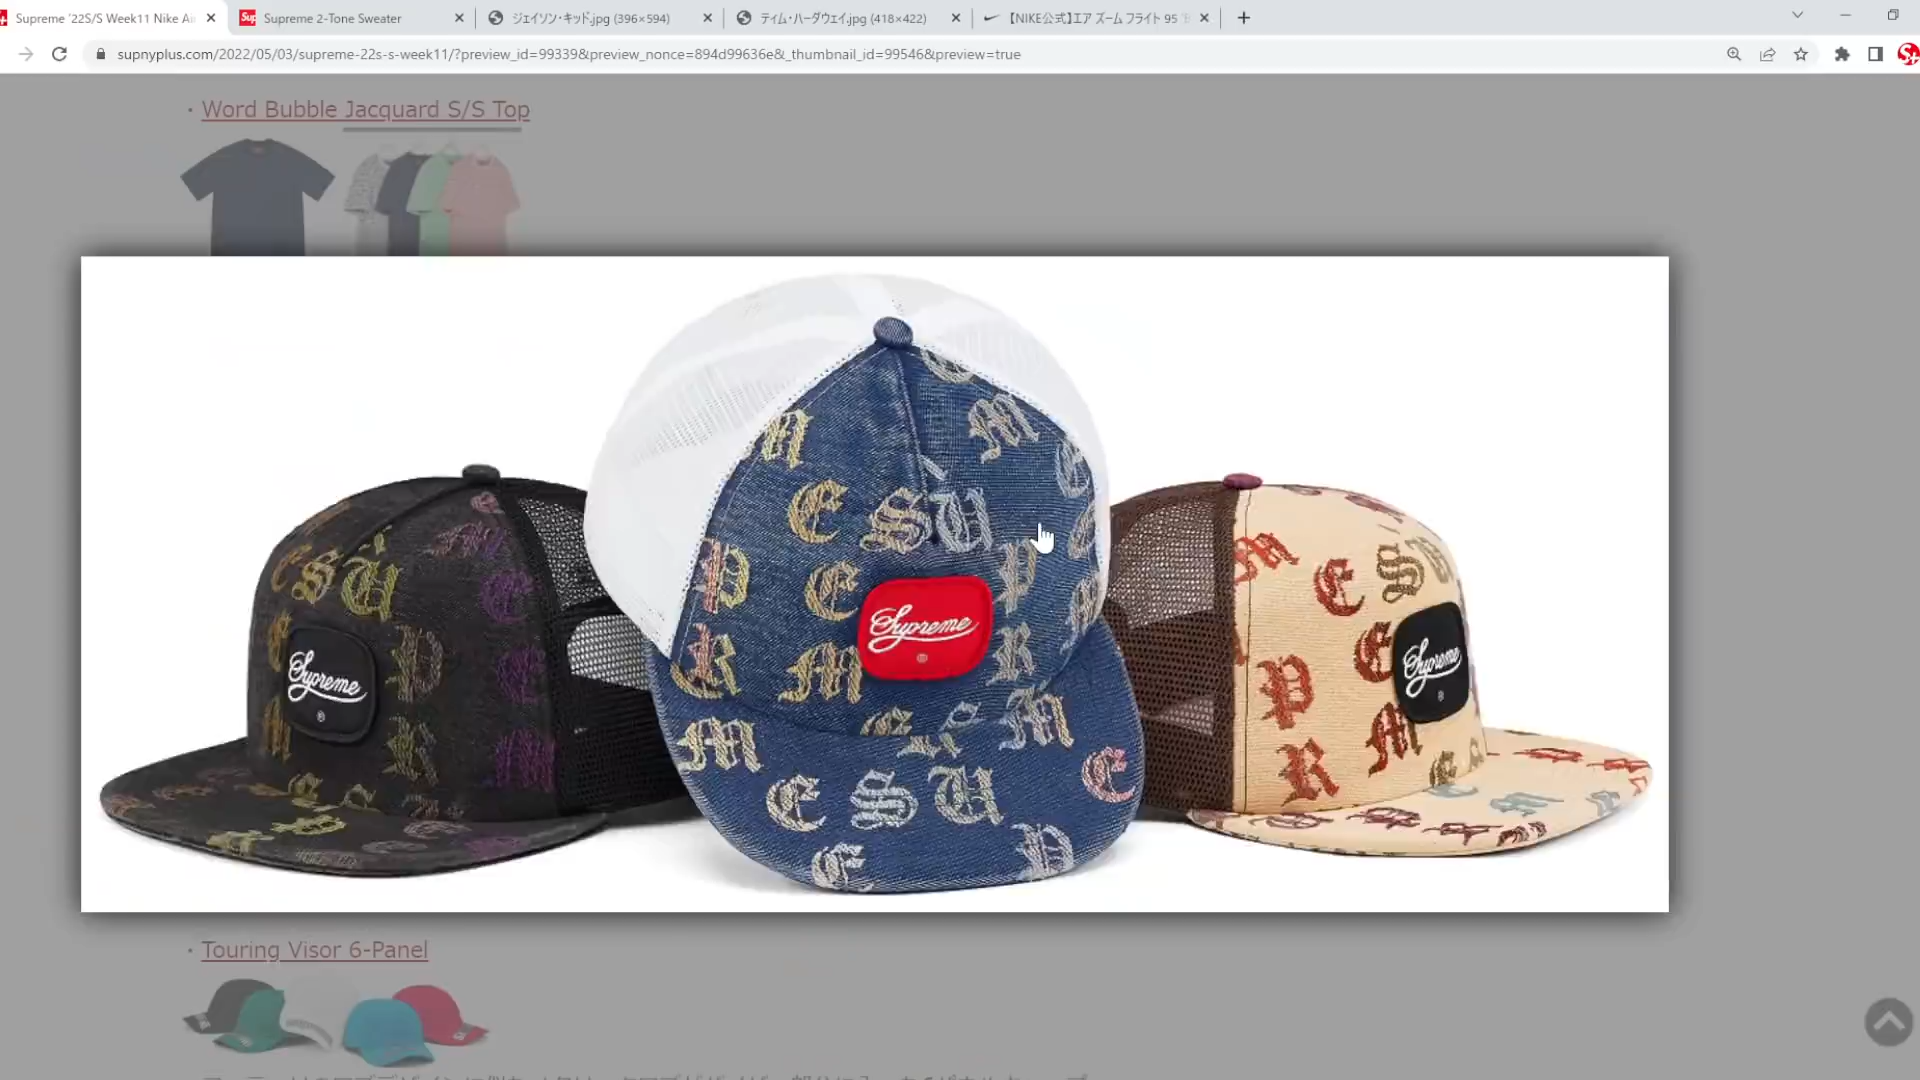 Supreme '22S/S Week11 Nike Ai
Sup Supreme 2-Tone Sweater
ジェイソン・キッド.jpg (396×594)
ティム・ハーダウェイ.jpg (418×422)
【NIKE公式】エア ズーム フライト 95
supnyplus.com/2022/05/03/supreme-22s-s-week11/?preview_id=99339&preview_nonce=894d99636e&_thumbnail_id=99546&preview=true
S+
・Word Bubble Jacquard S/S Top
M
M
E S U
E S U
M
E S U
P
E
P
E
P
Supreme
®
Supreme
®
Supreme
®
P
R
M
R
R
M
M
M
E S U
E
E
P
・Touring Visor 6-Panel